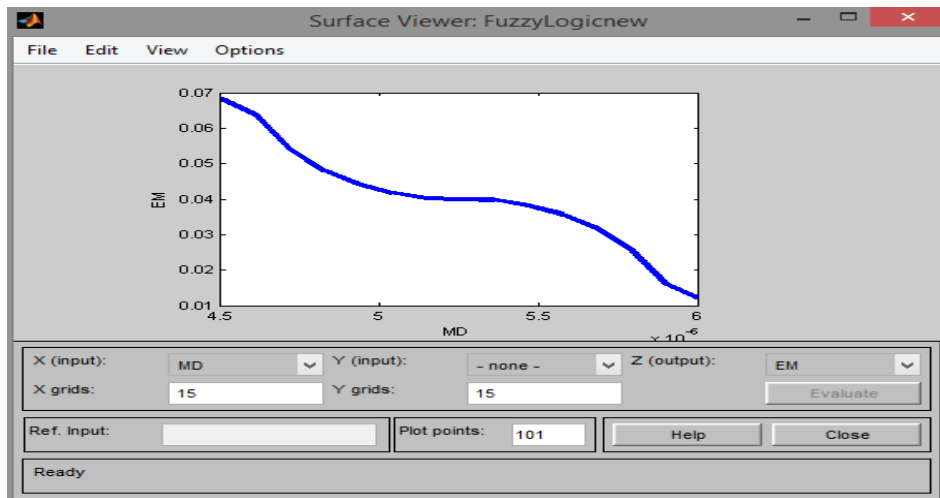 Surface Viewer: FuzzyLogicnew
File Edit View Options
0.07
0.06
0.05
0.04
0.03
0.02
0.01
EM
4.5 5 5.5 6
MD
× 10⁻⁶
X (input): MD Y (input): - none - Z (output): EM
X grids: 15 Y grids: 15 Evaluate
Ref. Input: Plot points: 101 Help Close
Ready